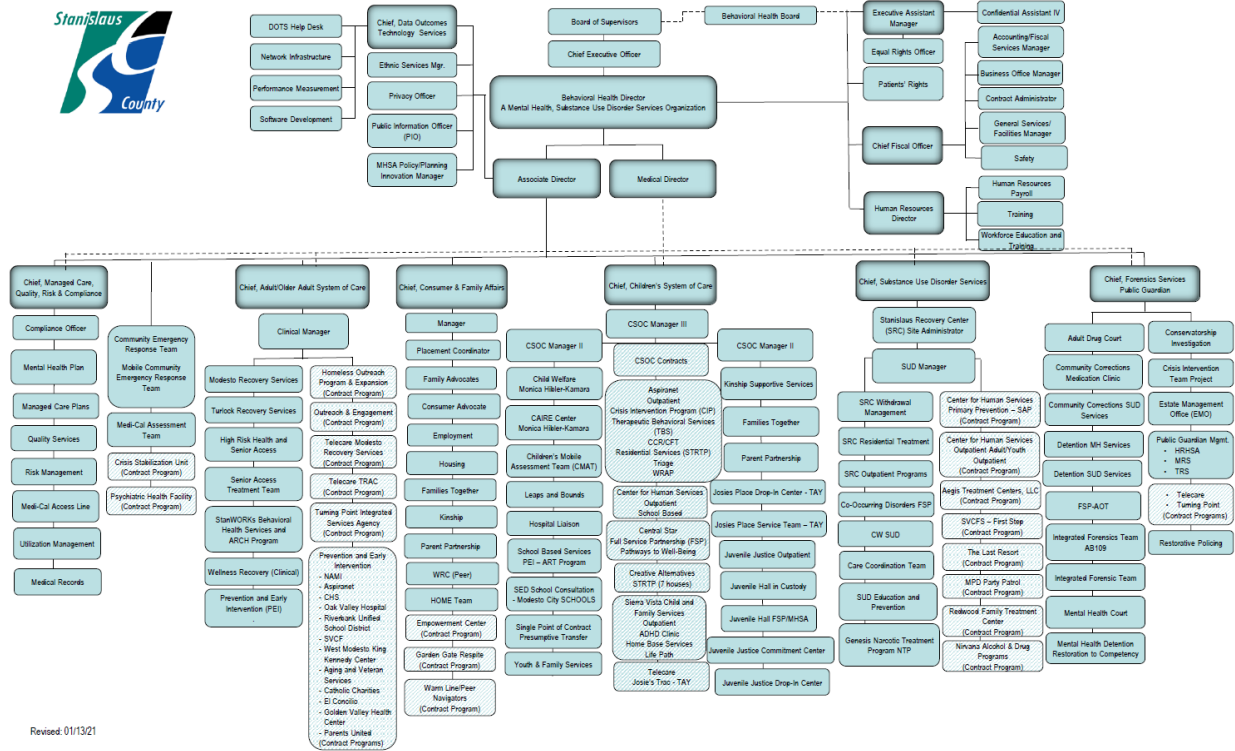 Stanislaus
County
DOTS Help Desk
Network Infrastructure
Performance Measurement
Software Development
Chief, Data Outcomes
Technology Services
Ethnic Services Mgr.
Privacy Officer
Public Information Officer
(PIO)
MHSA Policy/Planning
Innovation Manager
Board of Supervisors
Behavioral Health Board
Chief Executive Officer
Behavioral Health Director
A Mental Health, Substance Use Disorder Services Organization
Associate Director
Medical Director
Executive Assistant
Manager
Equal Rights Officer
Patients' Rights
Chief Fiscal Officer
Human Resources
Director
Confidential Assistant IV
Accounting/Fiscal
Services Manager
Business Office Manager
Contract Administrator
General Services/
Facilities Manager
Safety
Human Resources
Payroll
Training
Workforce Education and
Training
Chief, Managed Care,
Quality, Risk & Compliance
Compliance Officer
Mental Health Plan
Managed Care Plans
Quality Services
Risk Management
Medi-Cal Access Line
Utilization Management
Medical Records
Community Emergency
Response Team
Mobile Community
Emergency Response
Team
Medi-Cal Assessment
Team
Crisis Stabilization Unit
(Contract Program)
Psychiatric Health Facility
(Contract Program)
Chief, Adult/Older Adult System of Care
Clinical Manager
Modesto Recovery Services
Turlock Recovery Services
High Risk Health and
Senior Access
Senior Access
Treatment Team
StanWORKs Behavioral
Health Services and
ARCH Program
Wellness Recovery (Clinical)
Prevention and Early
Intervention (PEI)
.
Homeless Outreach
Program & Expansion
(Contract Program)
Outreach & Engagement
(Contract Program)
Telecare Modesto
Recovery Services
(Contract Program)
Telecare TRAC
(Contract Program)
Turning Point Integrated
Services Agency
(Contract Program)
Prevention and Early
Intervention
- NAMI
- Aspiranet
- CHS
- Oak Valley Hospital
- Riverbank Unified
School District
- SVCF
- West Modesto King
Kennedy Center
- Aging and Veteran
Services
- Catholic Charities
- El Concilio
- Golden Valley Health
Center
- Parents United
(Contract Programs)
Chief, Consumer & Family Affairs
Manager
Placement Coordinator
Family Advocates
Consumer Advocate
Employment
Housing
Families Together
Kinship
Parent Partnership
WRC (Peer)
HOME Team
Empowerment Center
(Contract Program)
Garden Gate Respite
(Contract Program)
Warm Line/Peer
Navigators
(Contract Program)
Chief, Children's System of Care
CSOC Manager III
CSOC Manager II
Child Welfare
Monica Hikler-Kamara
CAIRE Center
Monica Hikler-Kamara
Children's Mobile
Assessment Team (CMAT)
Leaps and Bounds
Hospital Liaison
School Based Services
PEI – ART Program
SED School Consultation
- Modesto City SCHOOLS
Single Point of Contract
Presumptive Transfer
Youth & Family Services
CSOC Contracts
Aspiranet
Outpatient
Crisis Intervention Program (CIP)
Therapeutic Behavioral Services
(TBS)
CCR/CFT
Residential Services (STRTP)
Triage
WRAP
Center for Human Services
Outpatient
School Based
Central Star
Full Service Partnership (FSP)
Pathways to Well-Being
Creative Alternatives
STRTP (7 houses)
Sierra Vista Child and
Family Services
Outpatient
ADHD Clinic
Home Base Services
Life Path
Telecare
Josie's Trac - TAY
CSOC Manager II
Kinship Supportive Services
Families Together
Parent Partnership
Josies Place Drop-In Center - TAY
Josies Place Service Team – TAY
Juvenile Justice Outpatient
Juvenile Hall in Custody
Juvenile Hall FSP/MHSA
Juvenile Justice Commitment Center
Juvenile Justice Drop-In Center
Chief, Substance Use Disorder Services
Stanislaus Recovery Center
(SRC) Site Administrator
SUD Manager
SRC Withdrawal
Management
SRC Residential Treatment
SRC Outpatient Programs
Co-Occurring Disorders FSP
CW SUD
Care Coordination Team
SUD Education and
Prevention
Genesis Narcotic Treatment
Program NTP
Center for Human Services
Primary Prevention – SAP
(Contract Program)
Center for Human Services
Outpatient Adult/Youth
Outpatient
(Contract Program)
Aegis Treatment Centers, LLC
(Contract Program)
SVCFS – First Step
(Contract Program)
The Last Resort
(Contract Program)
MPD Party Patrol
(Contract Program)
Redwood Family Treatment
Center
(Contract Program)
Nirvana Alcohol & Drug
Programs
(Contract Program)
Chief, Forensics Services
Public Guardian
Adult Drug Court
Community Corrections
Medication Clinic
Community Corrections SUD
Services
Detention MH Services
Detention SUD Services
FSP-AOT
Integrated Forensics Team
AB109
Integrated Forensic Team
Mental Health Court
Mental Health Detention
Restoration to Competency
Conservatorship
Investigation
Crisis Intervention
Team Project
Estate Management
Office (EMO)
Public Guardian Mgmt.
• HRHSA
• MRS
• TRS
• Telecare
• Turning Point
(Contract Programs)
Restorative Policing
Revised: 01/13/21